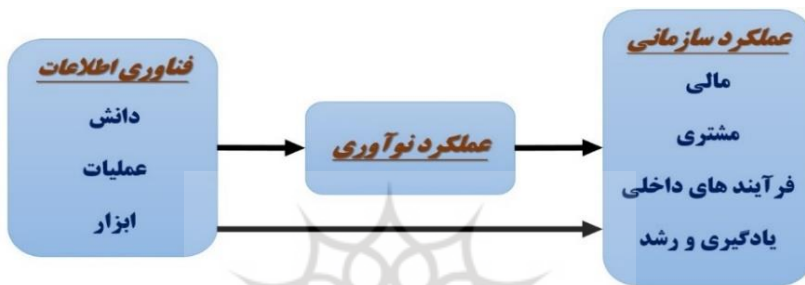 عملکرد سازمانی
مالی
مشتری
فرآیند های داخلی
یادگیری و رشد
عملکرد نوآوری
فناوری اطلاعات
دانش
عملیات
ابزار